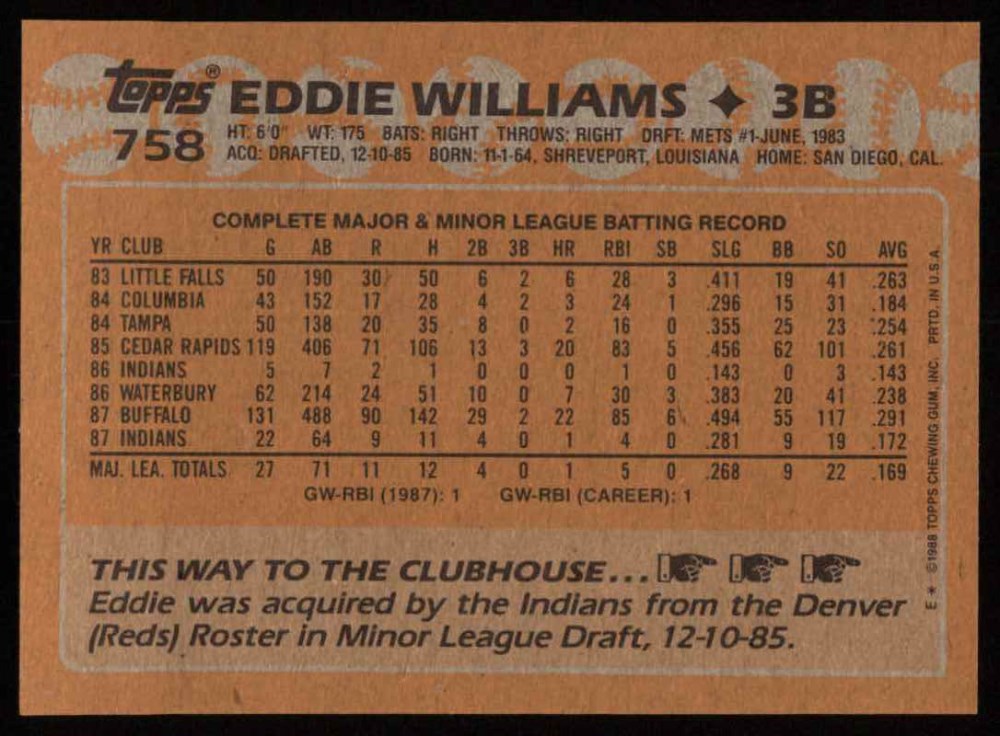 Topps® EDDIE WILLIAMS ✦ 3B
758 HT: 6'0" WT: 175 BATS: RIGHT THROWS: RIGHT DRFT: METS #1-JUNE, 1983
ACQ: DRAFTED, 12-10-85 BORN: 11-1-64, SHREVEPORT, LOUISIANA HOME: SAN DIEGO, CAL.
COMPLETE MAJOR & MINOR LEAGUE BATTING RECORD
YR CLUB G AB R H 2B 3B HR RBI SB SLG BB SO AVG
83 LITTLE FALLS 50 190 30 50 6 2 6 28 3 .411 19 41 .263
84 COLUMBIA 43 152 17 28 4 2 3 24 1 .296 15 31 .184
84 TAMPA 50 138 20 35 8 0 2 16 0 .355 25 23 .254
85 CEDAR RAPIDS 119 406 71 106 13 3 20 83 5 .456 62 101 .261
86 INDIANS 5 7 2 1 0 0 0 1 0 .143 0 3 .143
86 WATERBURY 62 214 24 51 10 0 7 30 3 .383 20 41 .238
87 BUFFALO 131 488 90 142 29 2 22 85 6 .494 55 117 .291
87 INDIANS 22 64 9 11 4 0 1 4 0 .281 9 19 .172
MAJ. LEA. TOTALS 27 71 11 12 4 0 1 5 0 .268 9 22 .169
GW-RBI (1987): 1 GW-RBI (CAREER): 1
THIS WAY TO THE CLUBHOUSE...
Eddie was acquired by the Indians from the Denver
(Reds) Roster in Minor League Draft, 12-10-85.
E * ©1988 TOPPS CHEWING GUM, INC. PRTD. IN U.S.A.